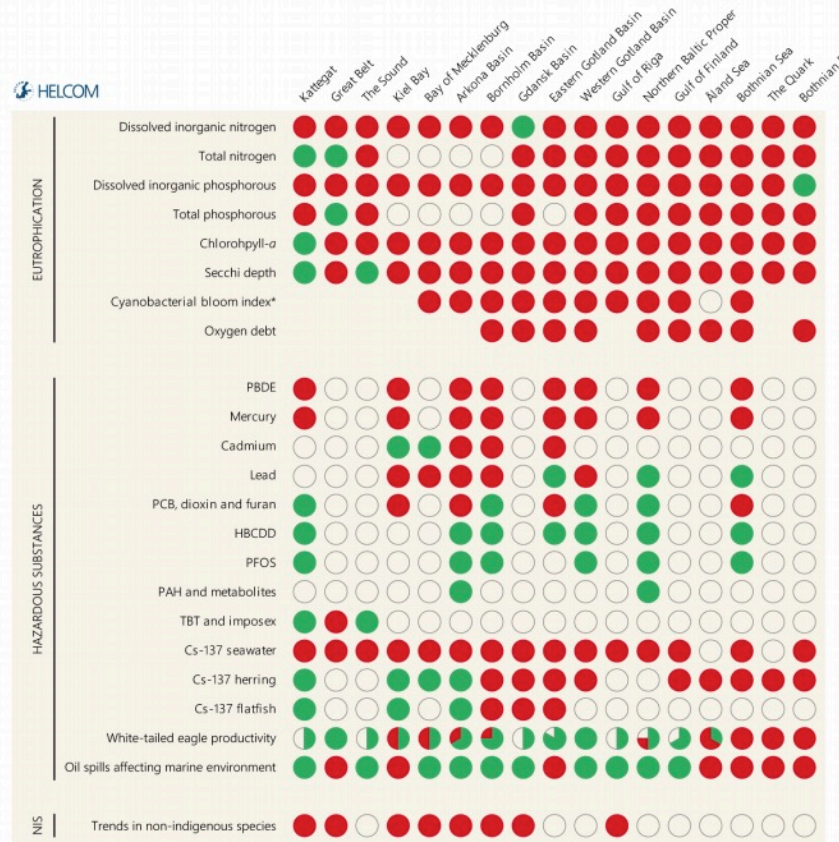 HELCOM
Kattegat
Great Belt
The Sound
Kiel Bay
Bay of Mecklenburg
Arkona Basin
Bornholm Basin
Gdansk Basin
Eastern Gotland Basin
Western Gotland Basin
Gulf of Riga
Northern Baltic Proper
Gulf of Finland
Åland Sea
Bothnian Sea
The Quark
Bothnian
EUTROPHICATION
Dissolved inorganic nitrogen
Total nitrogen
Dissolved inorganic phosphorous
Total phosphorous
Chlorohpyll-a
Secchi depth
Cyanobacterial bloom index*
Oxygen debt
HAZARDOUS SUBSTANCES
PBDE
Mercury
Cadmium
Lead
PCB, dioxin and furan
HBCDD
PFOS
PAH and metabolites
TBT and imposex
Cs-137 seawater
Cs-137 herring
Cs-137 flatfish
White-tailed eagle productivity
Oil spills affecting marine environment
NIS
Trends in non-indigenous species